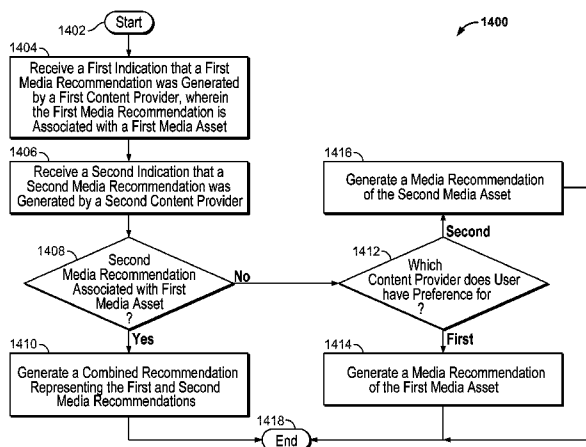 1400
1402
Start
1404
Receive a First Indication that a First
Media Recommendation was Generated
by a First Content Provider, wherein
the First Media Recommendation is
Associated with a First Media Asset
1406
Receive a Second Indication that a
Second Media Recommendation was
Generated by a Second Content Provider
1408
Second
Media Recommendation
Associated with First
Media Asset
?
No
Yes
1410
Generate a Combined Recommendation
Representing the First and Second
Media Recommendations
1416
Generate a Media Recommendation
of the Second Media Asset
Second
1412
Which
Content Provider does User
have Preference for
?
First
1414
Generate a Media Recommendation
of the First Media Asset
1418
End